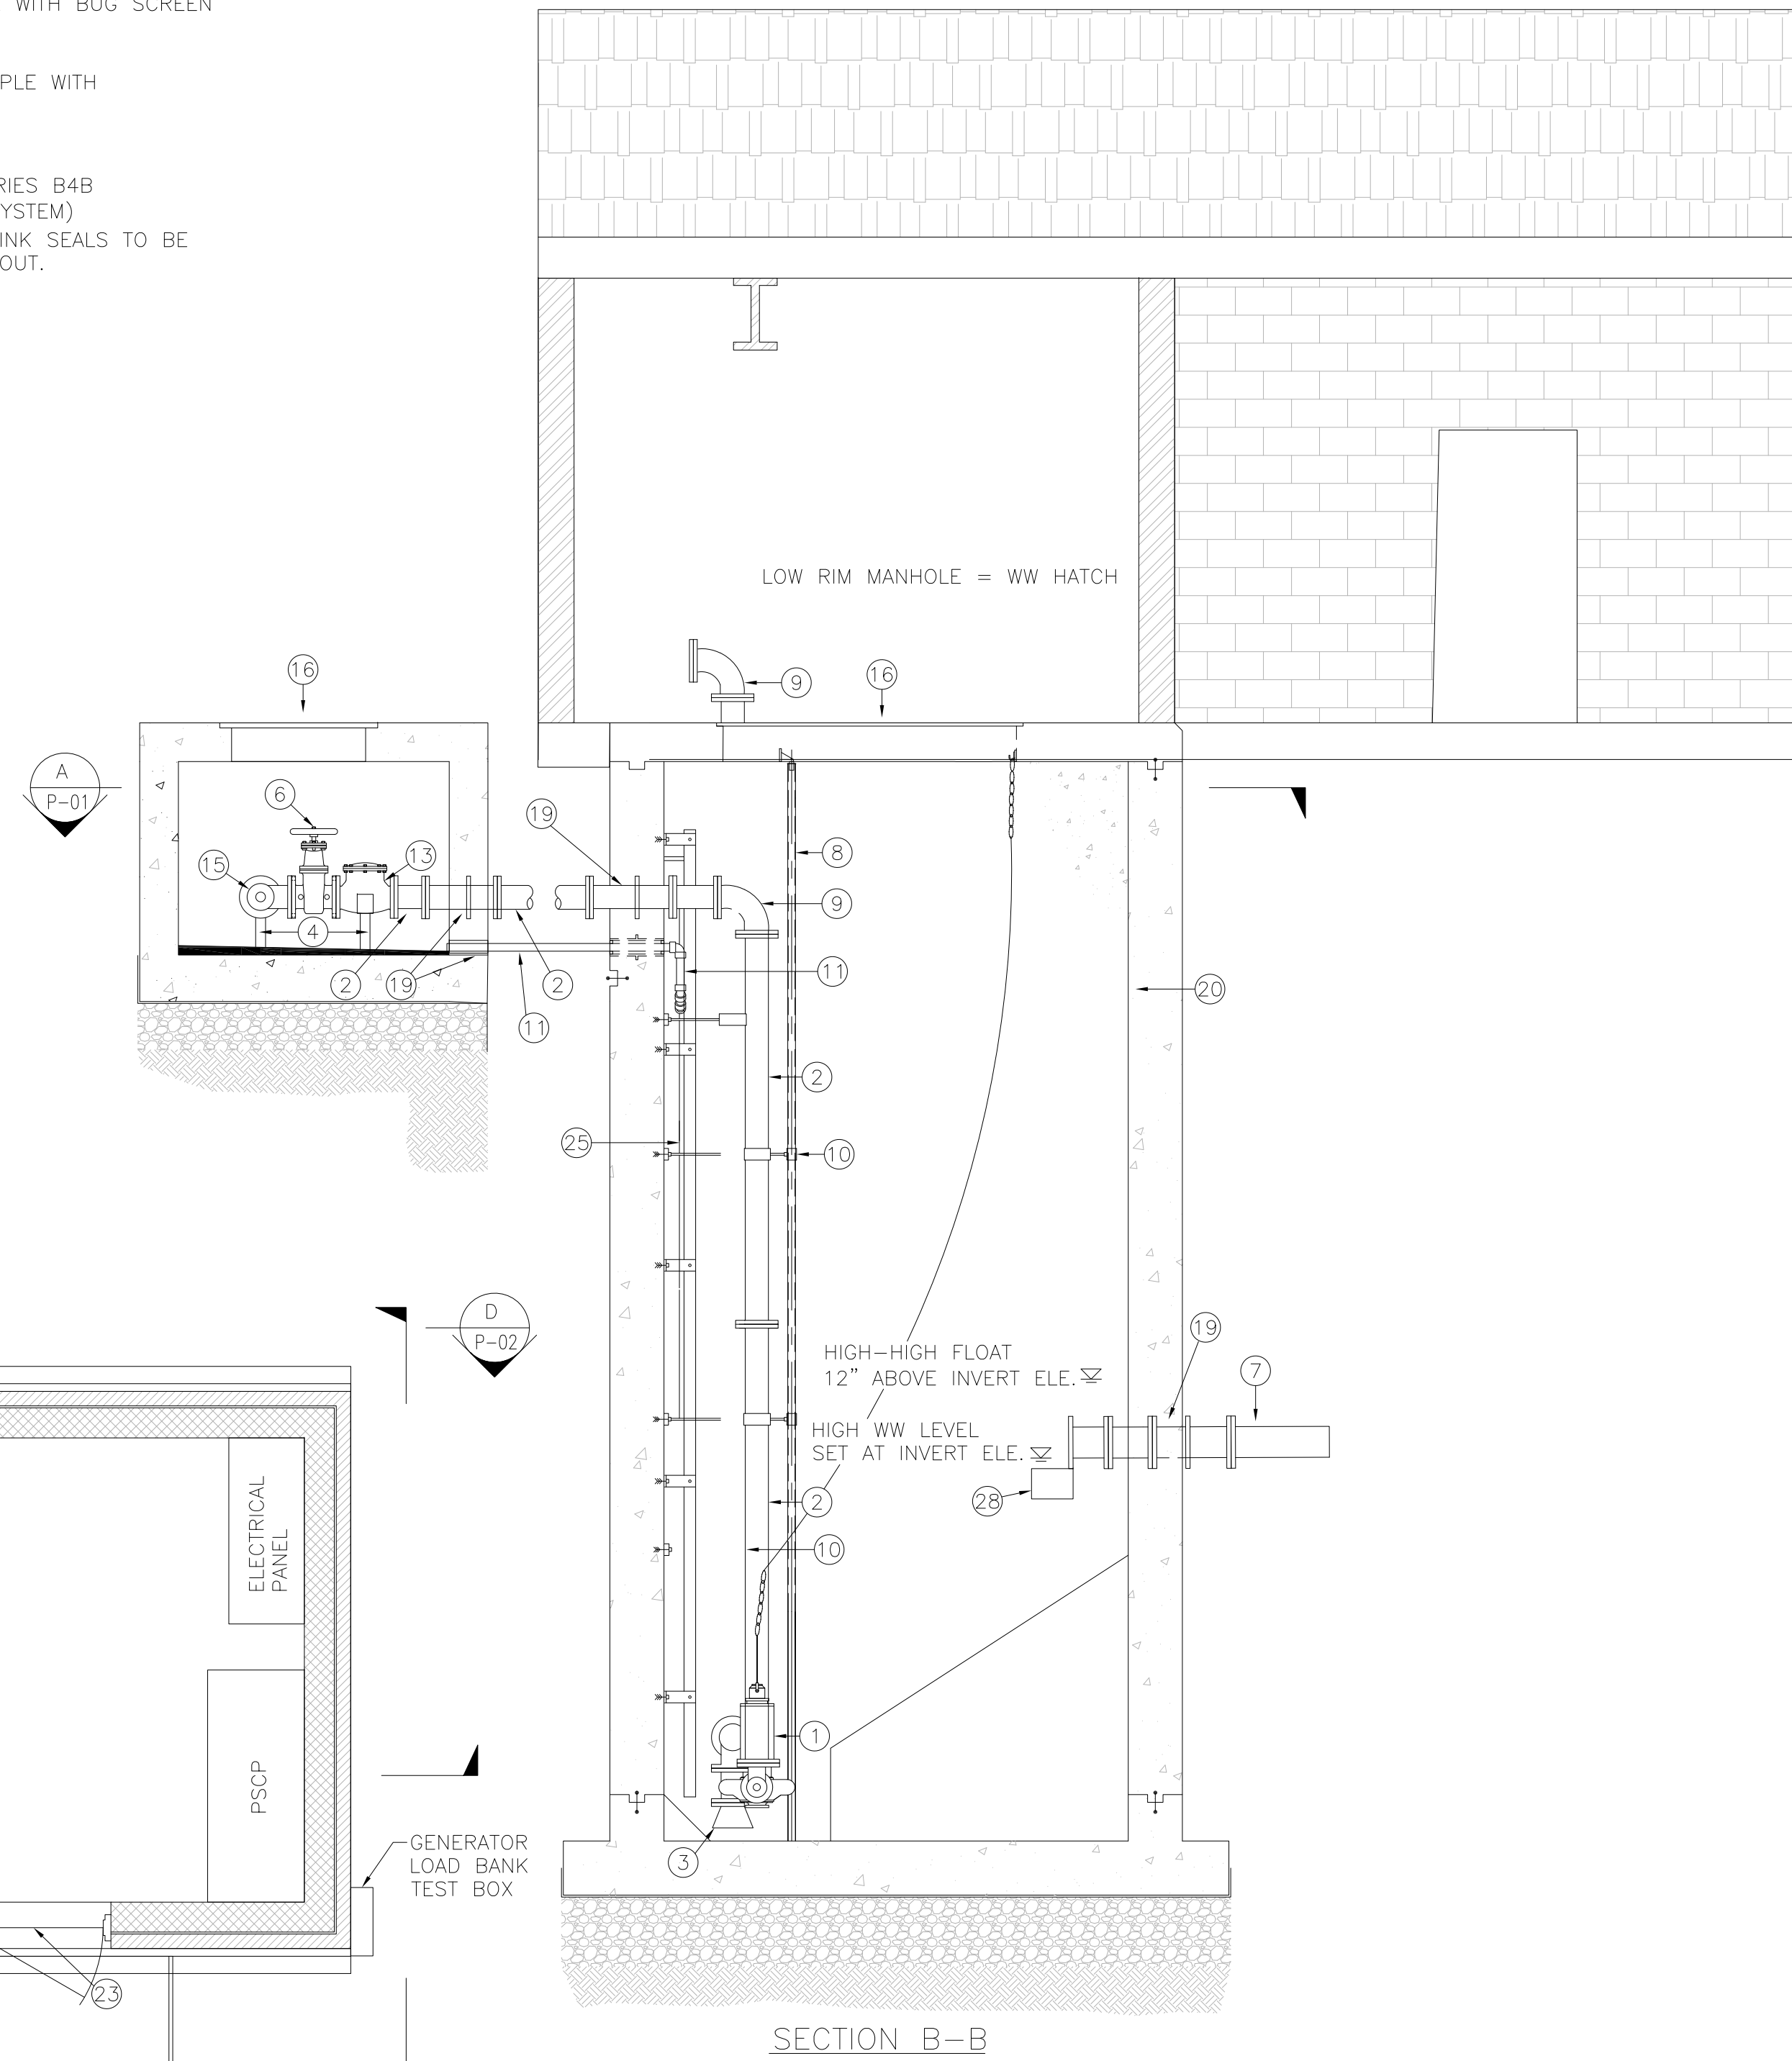 WITH BUG SCREEN
PLE WITH
RIES B4B
YSTEM)
INK SEALS TO BE
OUT.
LOW RIM MANHOLE = WW HATCH
16
9
16
A
P-01
6
19
8
15
13
9
4
2
19
2
11
11
20
2
25
10
D
P-02
19
HIGH-HIGH FLOAT
12" ABOVE INVERT ELE.
7
HIGH WW LEVEL
SET AT INVERT ELE.
28
2
10
ELECTRICAL
PANEL
1
PSCP
GENERATOR
LOAD BANK
TEST BOX
3
23
SECTION B-B